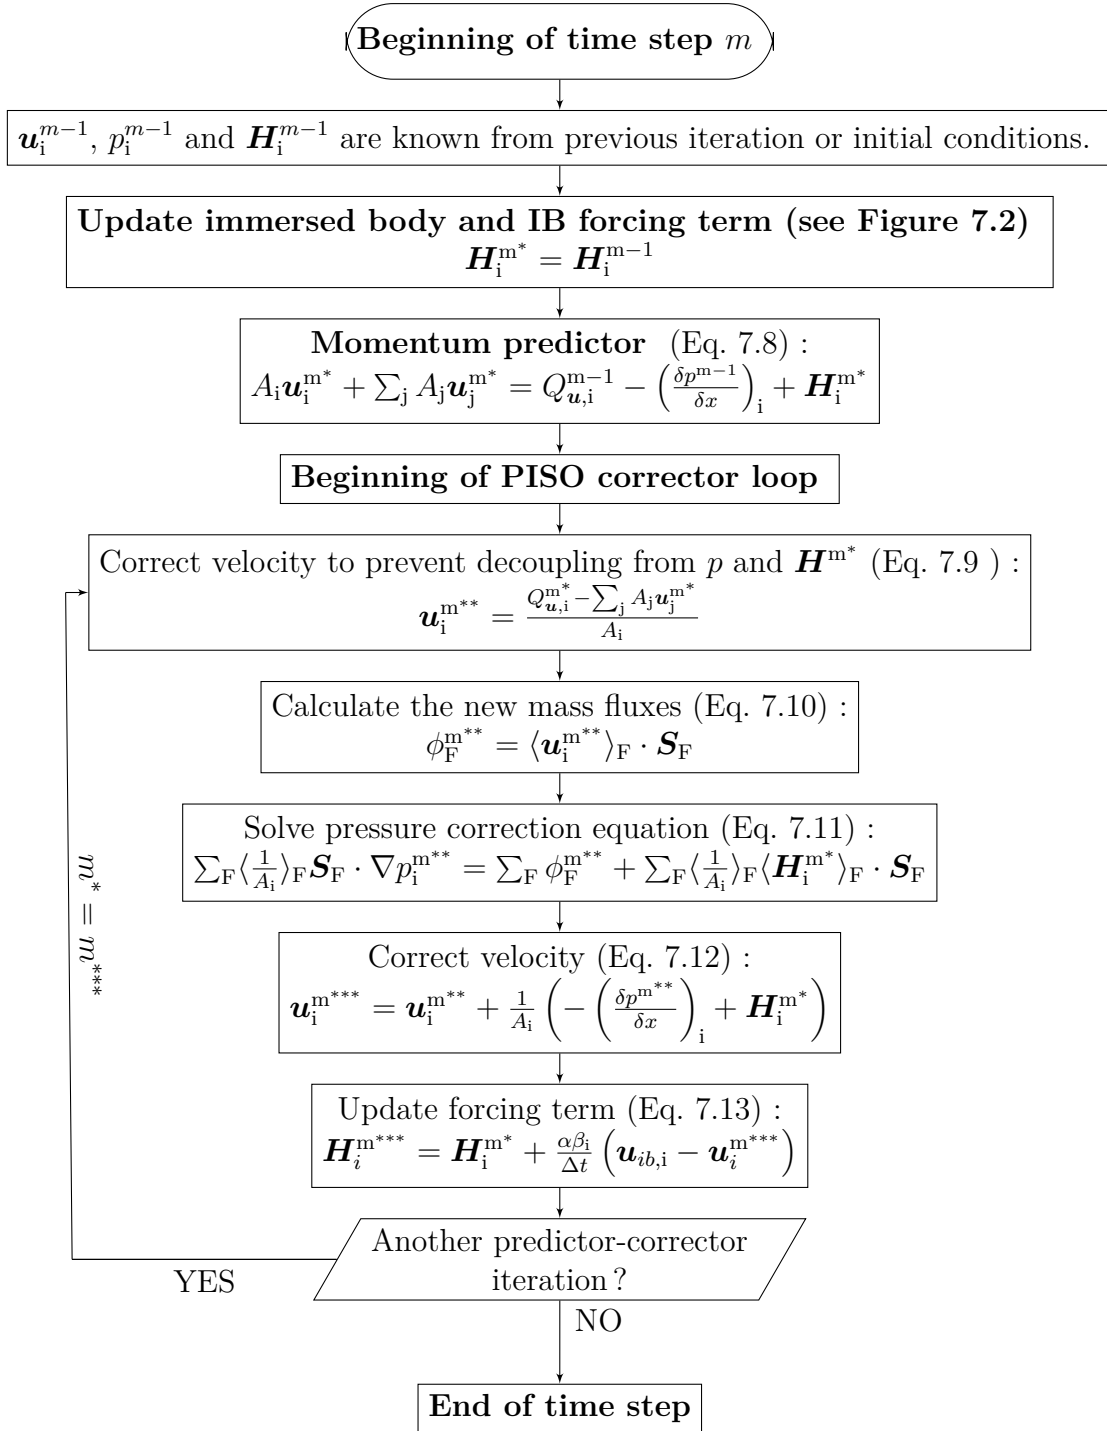 Beginning of time step m
u_i^{m−1}, p_i^{m−1} and H_i^{m−1} are known from previous iteration or initial conditions.
Update immersed body and IB forcing term (see Figure 7.2)
H_i^{m^*} = H_i^{m−1}
Momentum predictor (Eq. 7.8) :
A_i u_i^{m^*} + ∑_j A_j u_j^{m^*} = Q_{u,i}^{m−1} − (δp^{m−1}/δx)_i + H_i^{m^*}
Beginning of PISO corrector loop
Correct velocity to prevent decoupling from p and H^{m^*} (Eq. 7.9 ) :
u_i^{m^{**}} = (Q_{u,i}^{m^*} − ∑_j A_j u_j^{m^*})/A_i
Calculate the new mass fluxes (Eq. 7.10) :
ϕ_F^{m^{**}} = ⟨u_i^{m^{**}}⟩_F · S_F
Solve pressure correction equation (Eq. 7.11) :
∑_F⟨1/A_i⟩_F S_F · ∇p_i^{m^{**}} = ∑_F ϕ_F^{m^{**}} + ∑_F⟨1/A_i⟩_F⟨H_i^{m^*}⟩_F · S_F
m^* = m^{***}
Correct velocity (Eq. 7.12) :
u_i^{m^{***}} = u_i^{m^{**}} + 1/A_i (−(δp^{m^{**}}/δx)_i + H_i^{m^*})
Update forcing term (Eq. 7.13) :
H_i^{m^{***}} = H_i^{m^*} + αβ_i/Δt (u_{ib,i} − u_i^{m^{***}})
Another predictor-corrector
iteration ?
YES
NO
End of time step